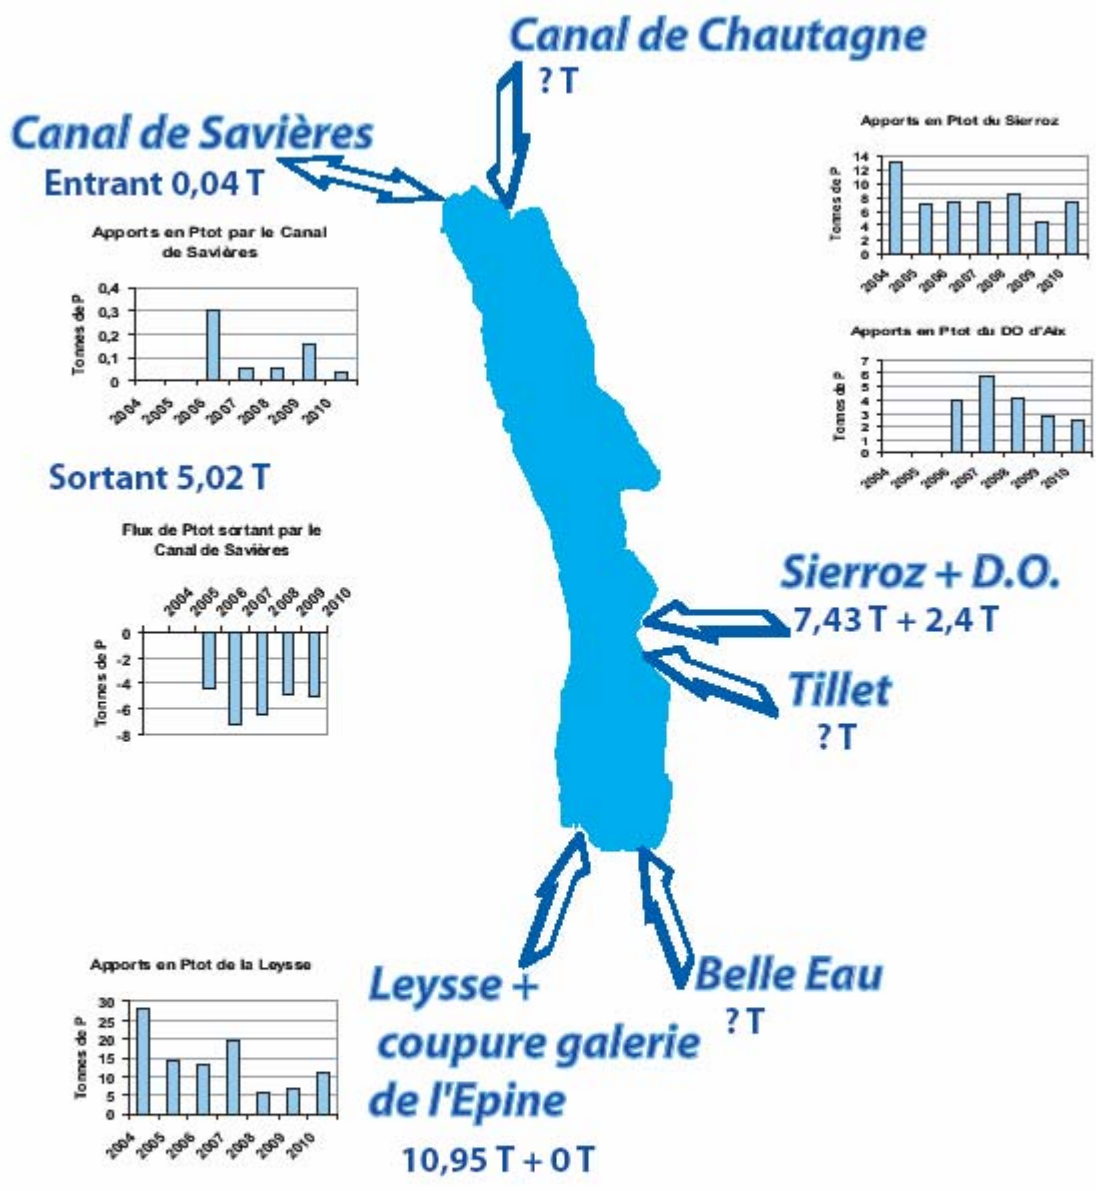 Canal de Chautagne
? T
Canal de Savières
Entrant 0,04 T
Apports en Ptot par le Canal
de Savières
Tonnes de P
0,4
0,3
0,2
0,1
0
2004
2005
2006
2007
2008
2009
2010
Sortant 5,02 T
Flux de Ptot sortant par le
Canal de Savières
2004
2005
2006
2007
2008
2009
2010
Tonnes de P
0
-2
-4
-6
-8
Apports en Ptot du Sierroz
Tonnes de P
14
12
10
8
6
4
2
0
2004
2005
2006
2007
2008
2009
2010
Apports en Ptot du DO d'Aix
Tonnes de P
7
6
5
4
3
2
1
0
2004
2005
2006
2007
2008
2009
2010
Sierroz + D.O.
7,43 T + 2,4 T
Tillet
? T
Apports en Ptot de la Leysse
Tonnes de P
30
25
20
15
10
5
0
2004
2005
2006
2007
2008
2009
2010
Leysse +
coupure galerie
de l'Epine
10,95 T + 0 T
Belle Eau
? T